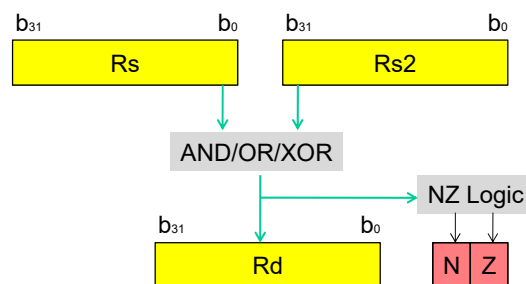 b31 b0 b31 b0
Rs Rs2
AND/OR/XOR
NZ Logic
b31 b0
Rd N Z